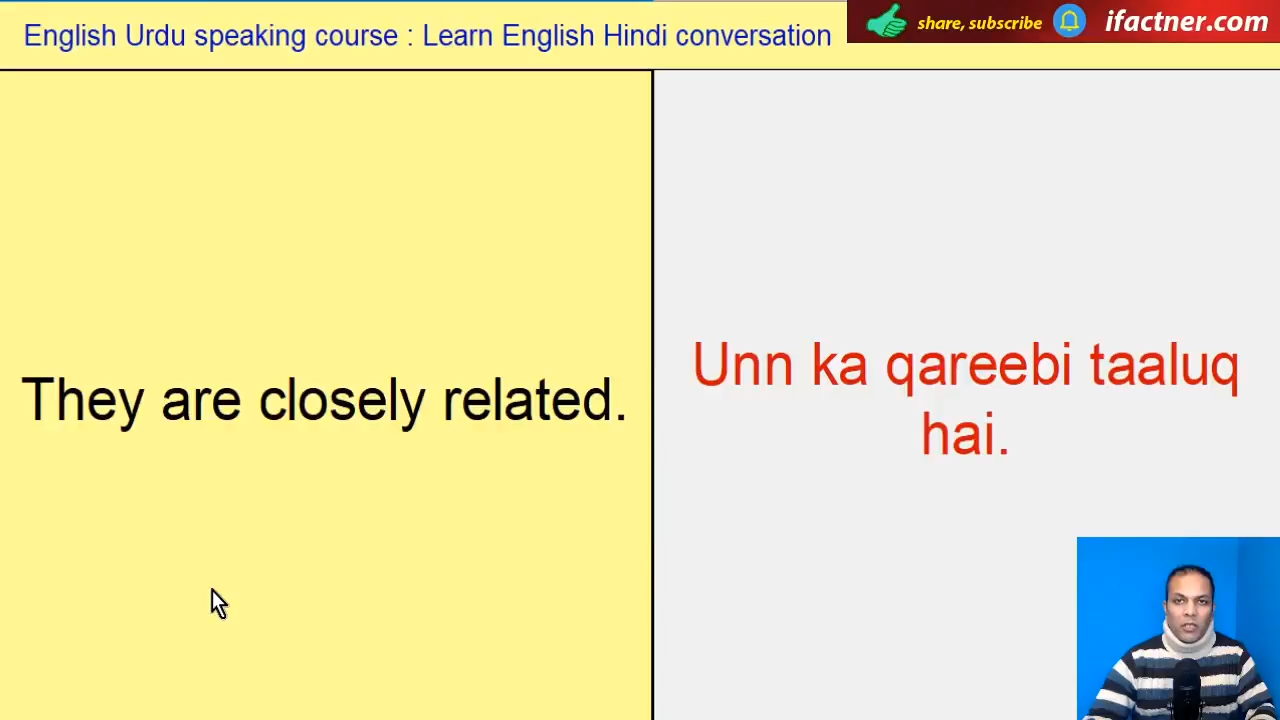 English Urdu speaking course : Learn English Hindi conversation
share, subscribe
ifactner.com
They are closely related.
Unn ka qareebi taaluq
hai.